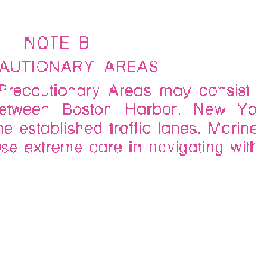 NOTE B
AUTIONARY AREAS
Precautionary Areas may consist
etween Boston Harbor, New Yo
he established traffic lanes. Marine
se extreme care in navigating with